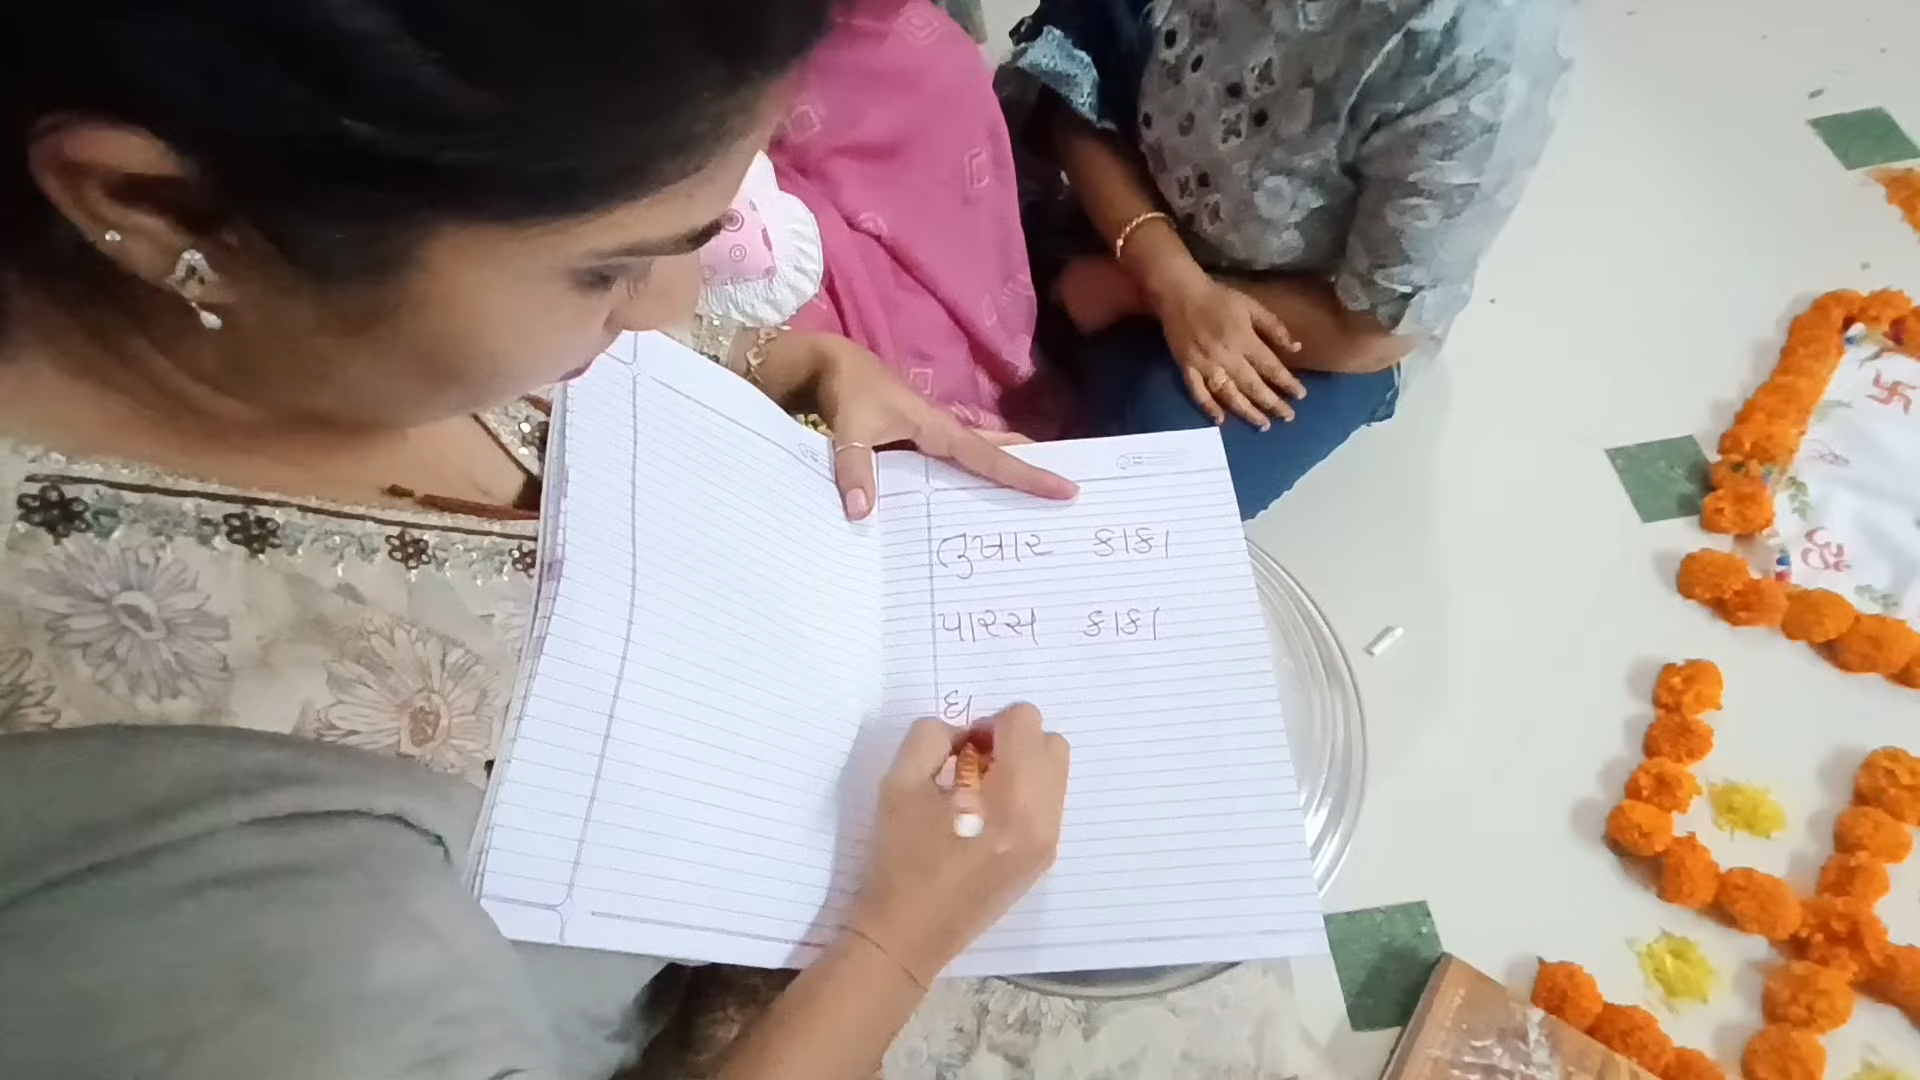 તુષાર કાકા
પારસ કાકા
ઘ
ૐ